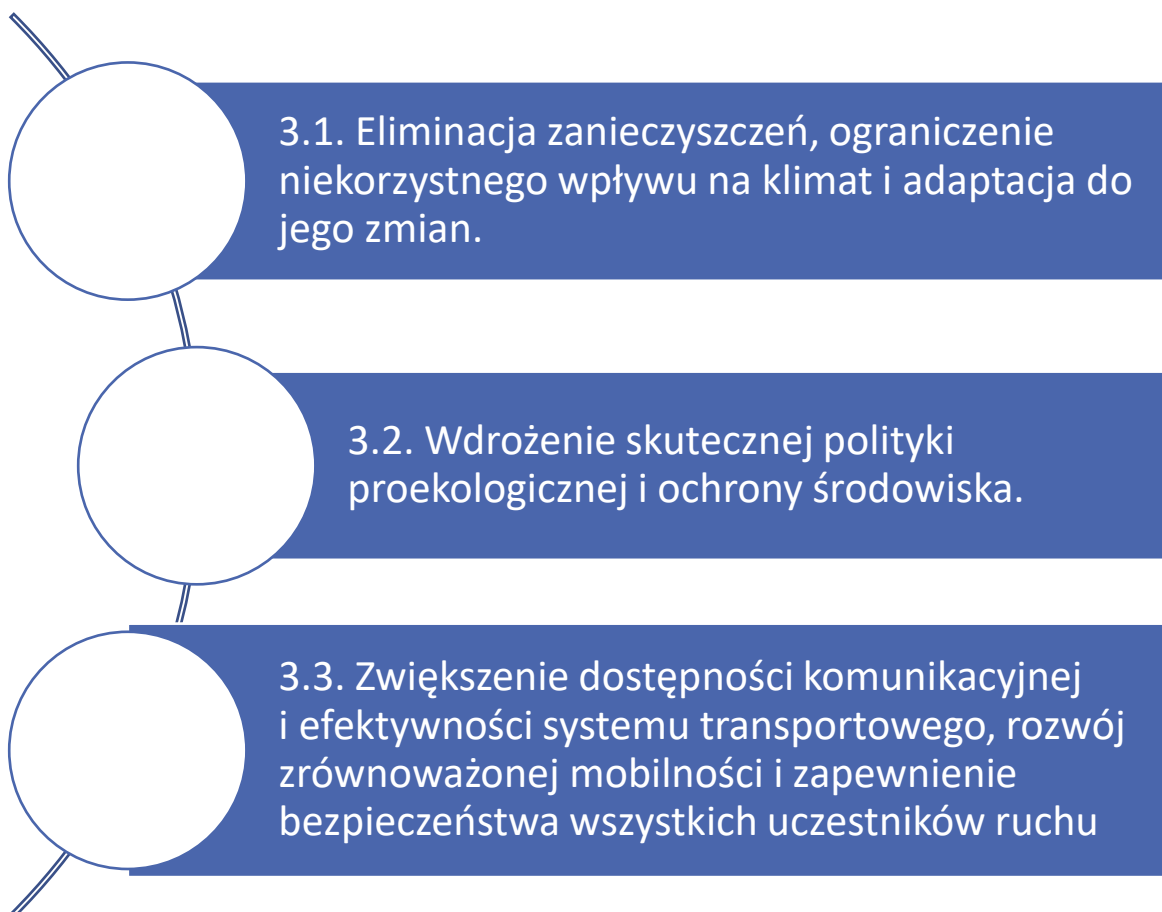 3.1. Eliminacja zanieczyszczeń, ograniczenie
niekorzystnego wpływu na klimat i adaptacja do
jego zmian.
3.2. Wdrożenie skutecznej polityki
proekologicznej i ochrony środowiska.
3.3. Zwiększenie dostępności komunikacyjnej
i efektywności systemu transportowego, rozwój
zrównoważonej mobilności i zapewnienie
bezpieczeństwa wszystkich uczestników ruchu